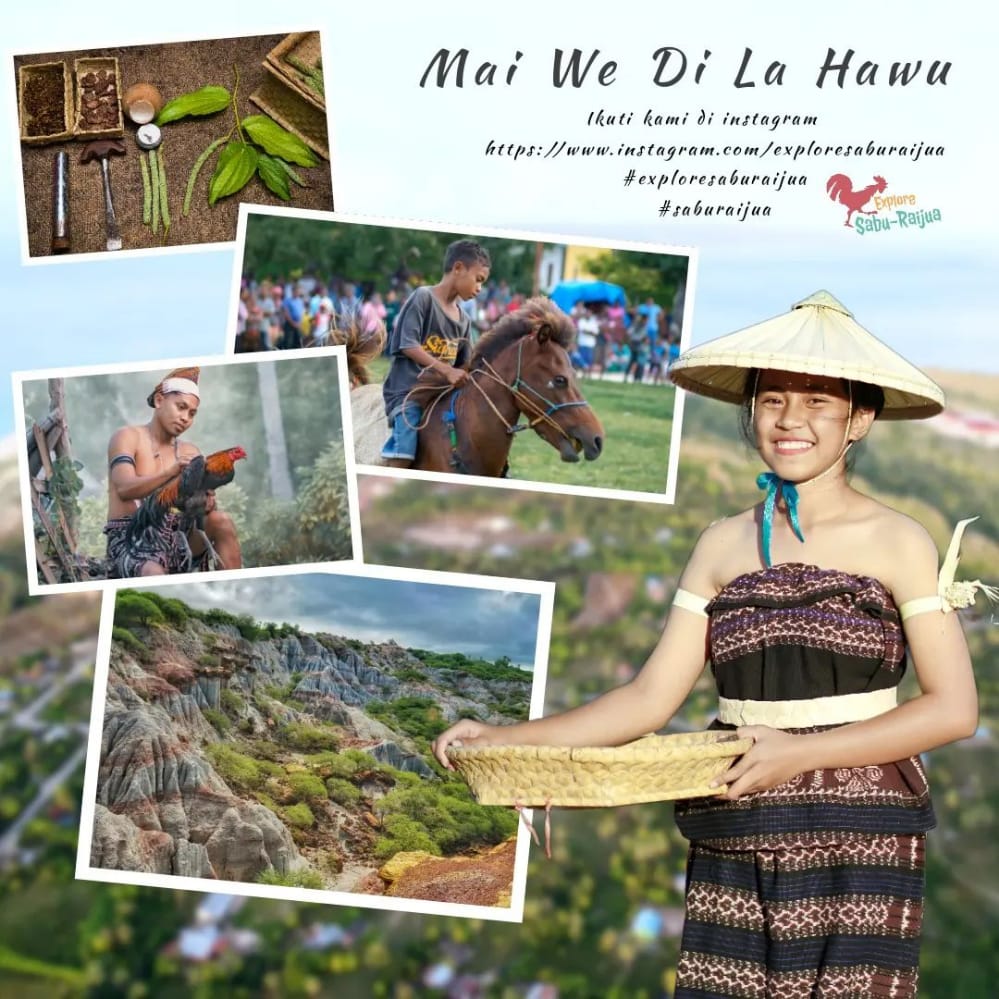 Mai We Di La Hawu
Ikuti kami di instagram
https://www.instagram.com/exploresaburaijua
#exploresaburaijua
#saburaijua
Explore
Sabu-Raijua